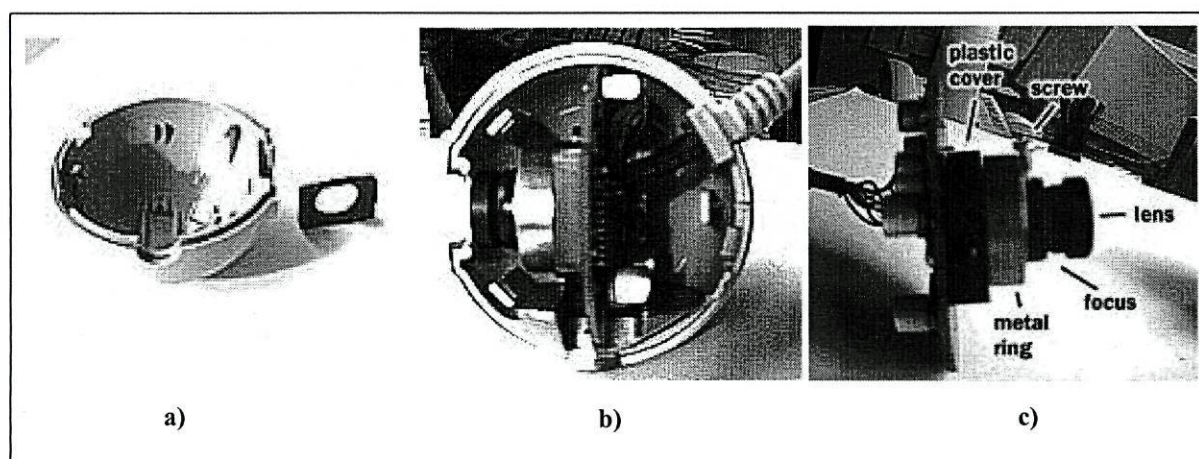 plastic
cover
screw
lens
focus
metal
ring
a)
b)
c)